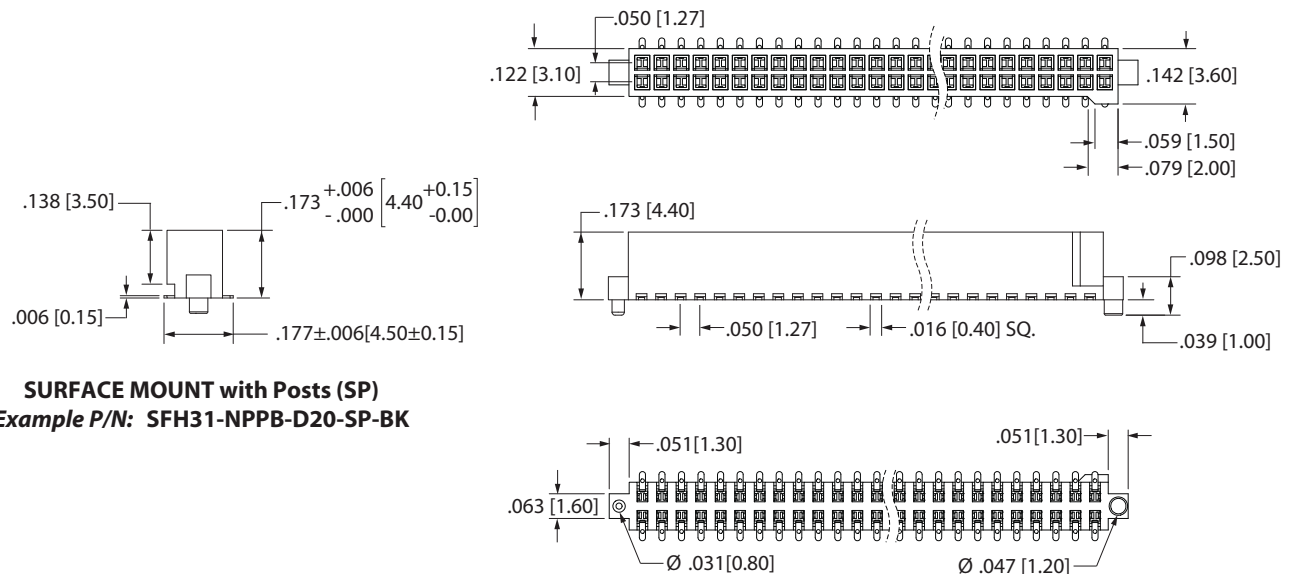 .050 [1.27]
.122 [3.10]
.142 [3.60]
.059 [1.50]
.079 [2.00]
.138 [3.50]
.173 +.006 -.000 [4.40 +0.15 -0.00]
.006 [0.15]
.177±.006[4.50±0.15]
.173 [4.40]
.098 [2.50]
.050 [1.27]
.016 [0.40] SQ.
.039 [1.00]
SURFACE MOUNT with Posts (SP)
Example P/N: SFH31-NPPB-D20-SP-BK
.051[1.30]
.051[1.30]
.063 [1.60]
Ø .031[0.80]
Ø .047 [1.20]